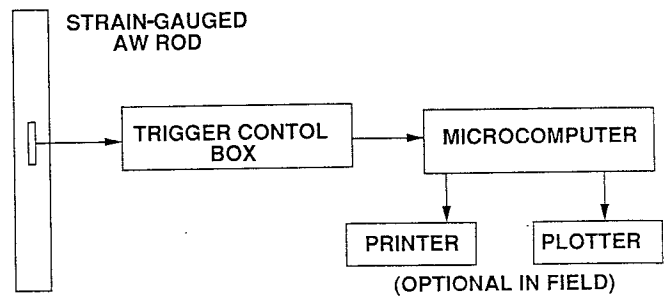 STRAIN-GAUGED
AW ROD
TRIGGER CONTOL
BOX
MICROCOMPUTER
PRINTER
PLOTTER
(OPTIONAL IN FIELD)